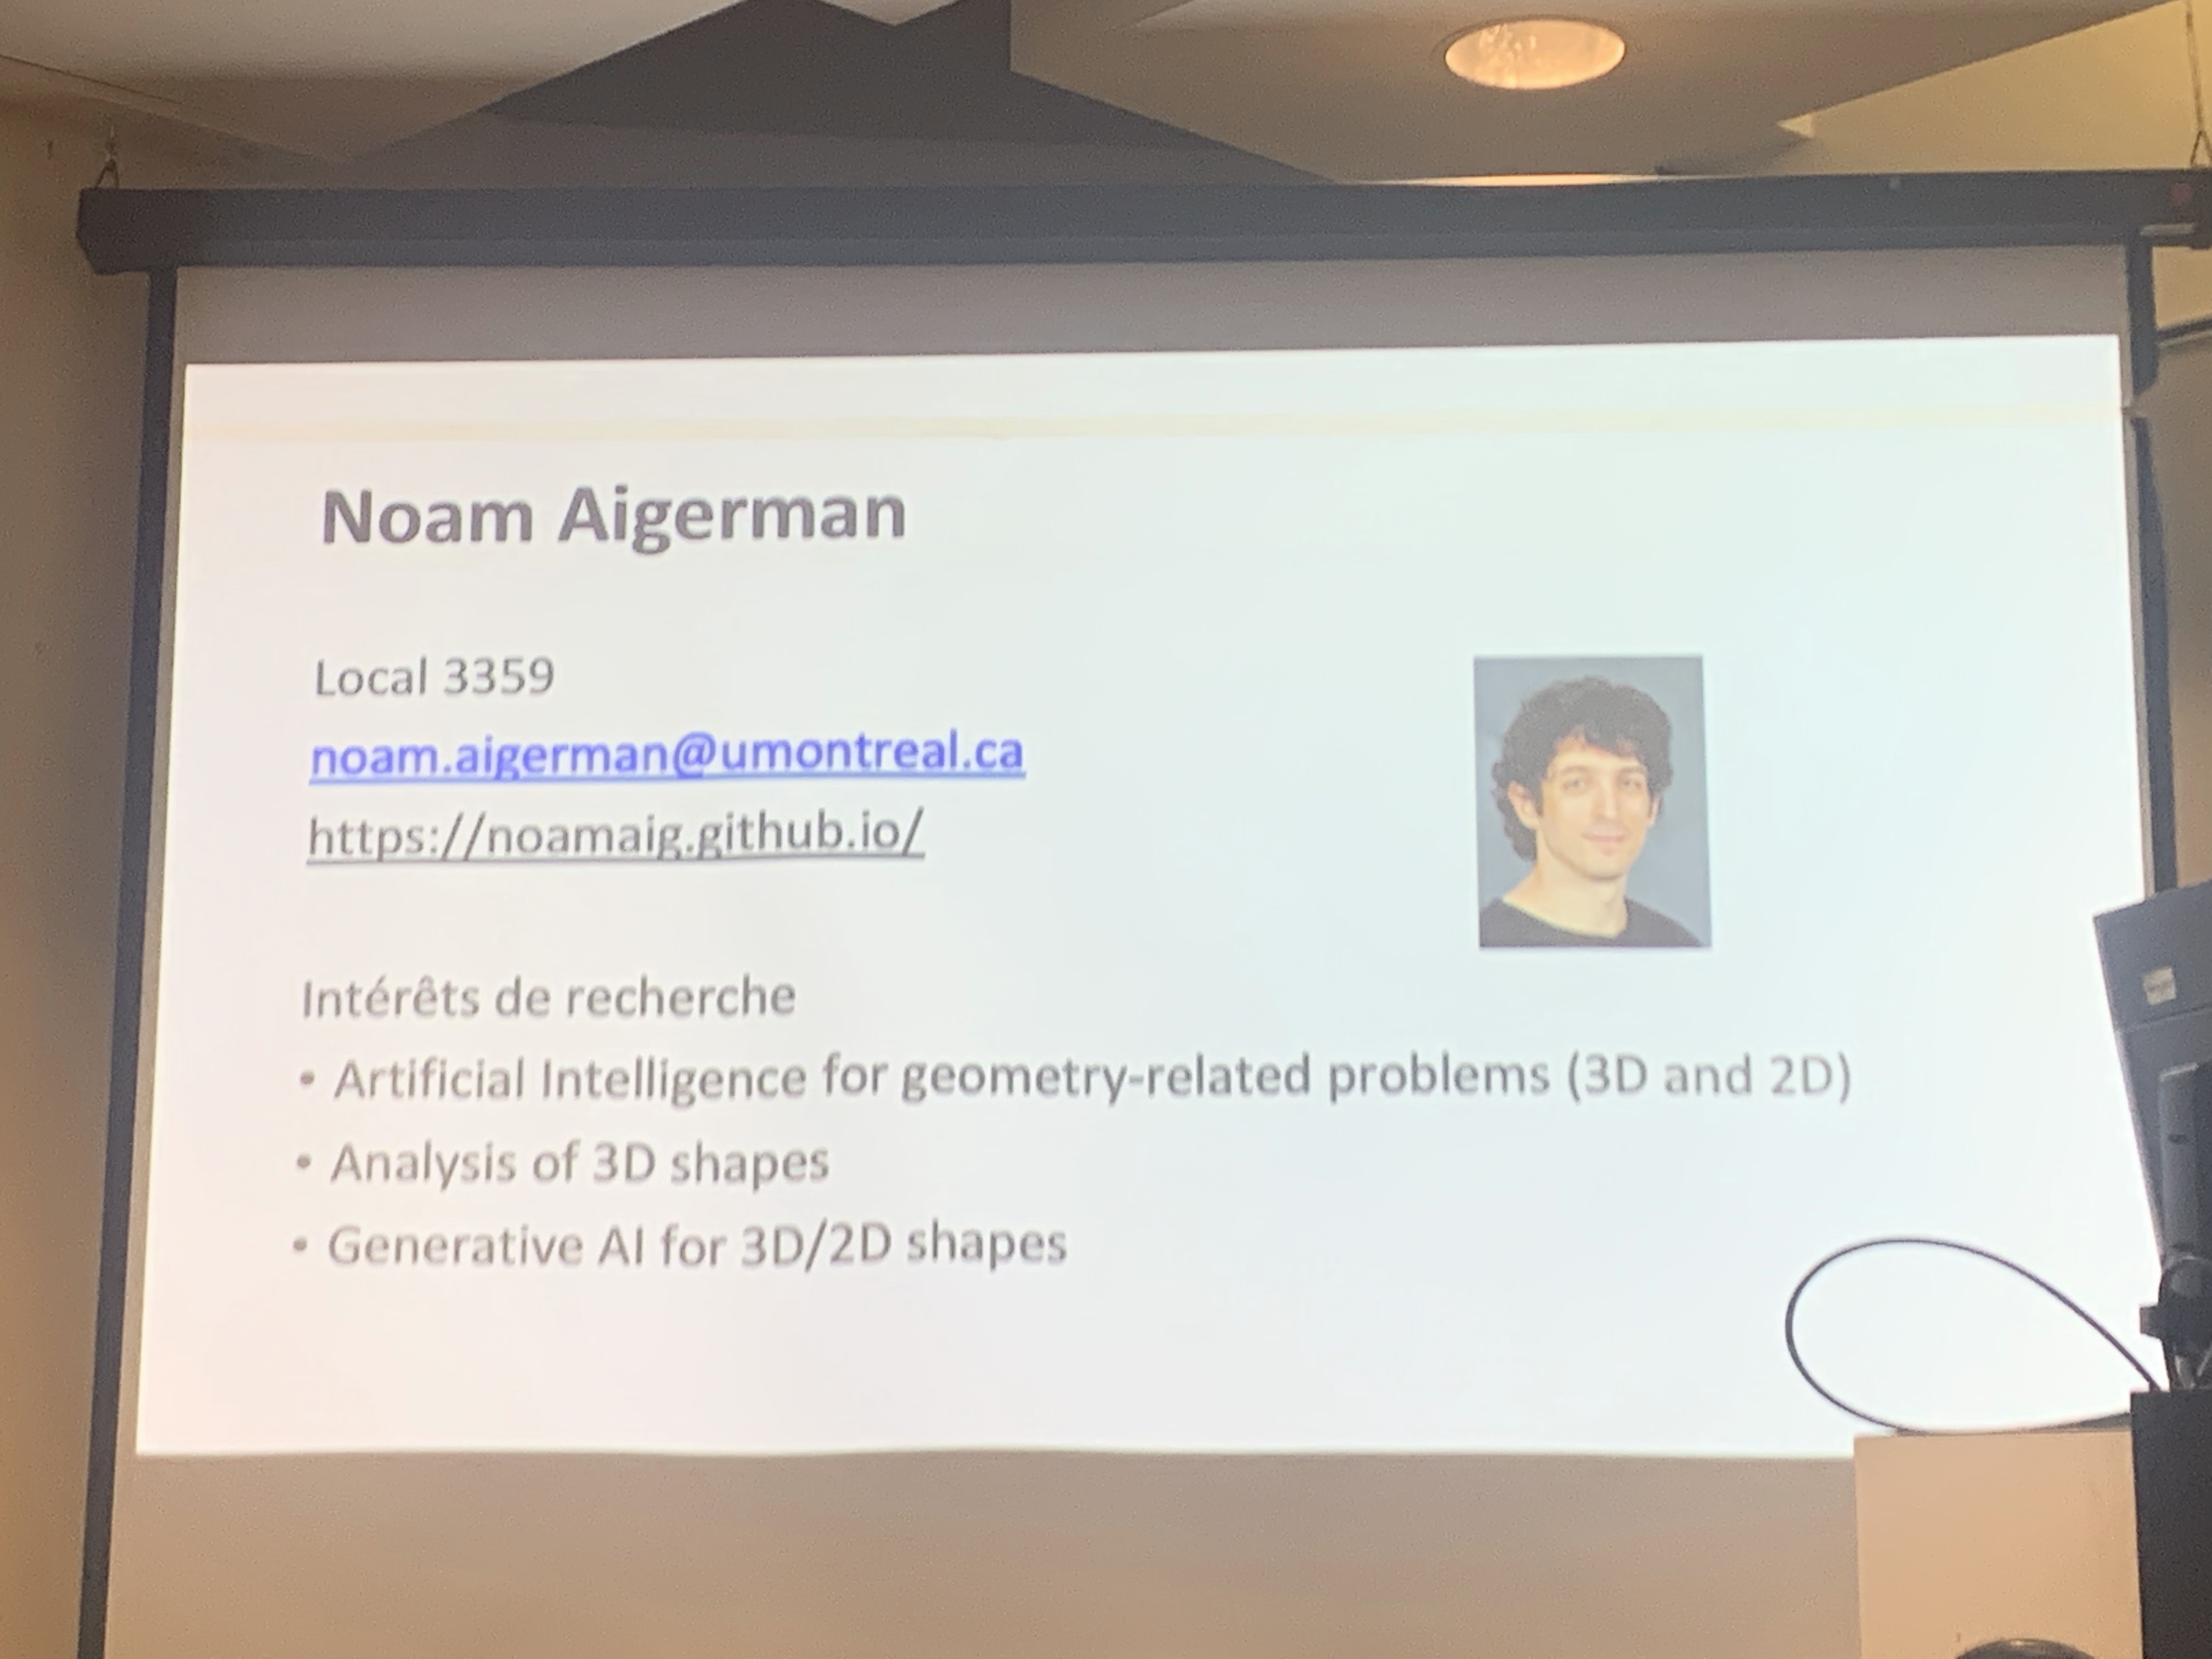 Noam Aigerman
Local 3359
noam.aigerman@umontreal.ca
https://noamaig.github.io/
Intérêts de recherche
• Artificial Intelligence for geometry-related problems (3D and 2D)
• Analysis of 3D shapes
• Generative AI for 3D/2D shapes